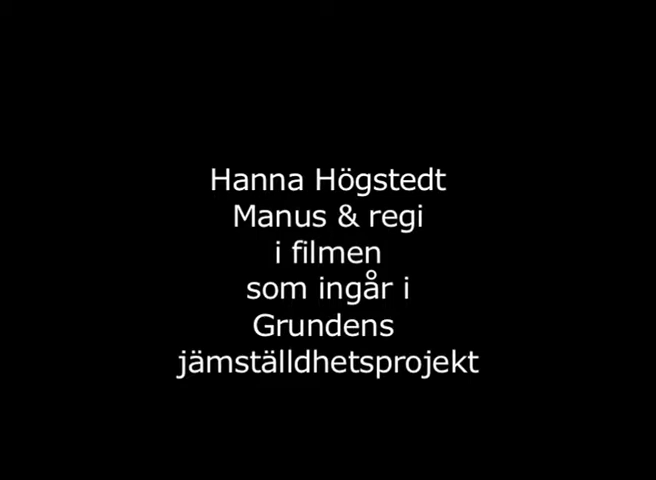 Hanna Högstedt
Manus & regi
i filmen
som ingår i
Grundens
jämställdhetsprojekt